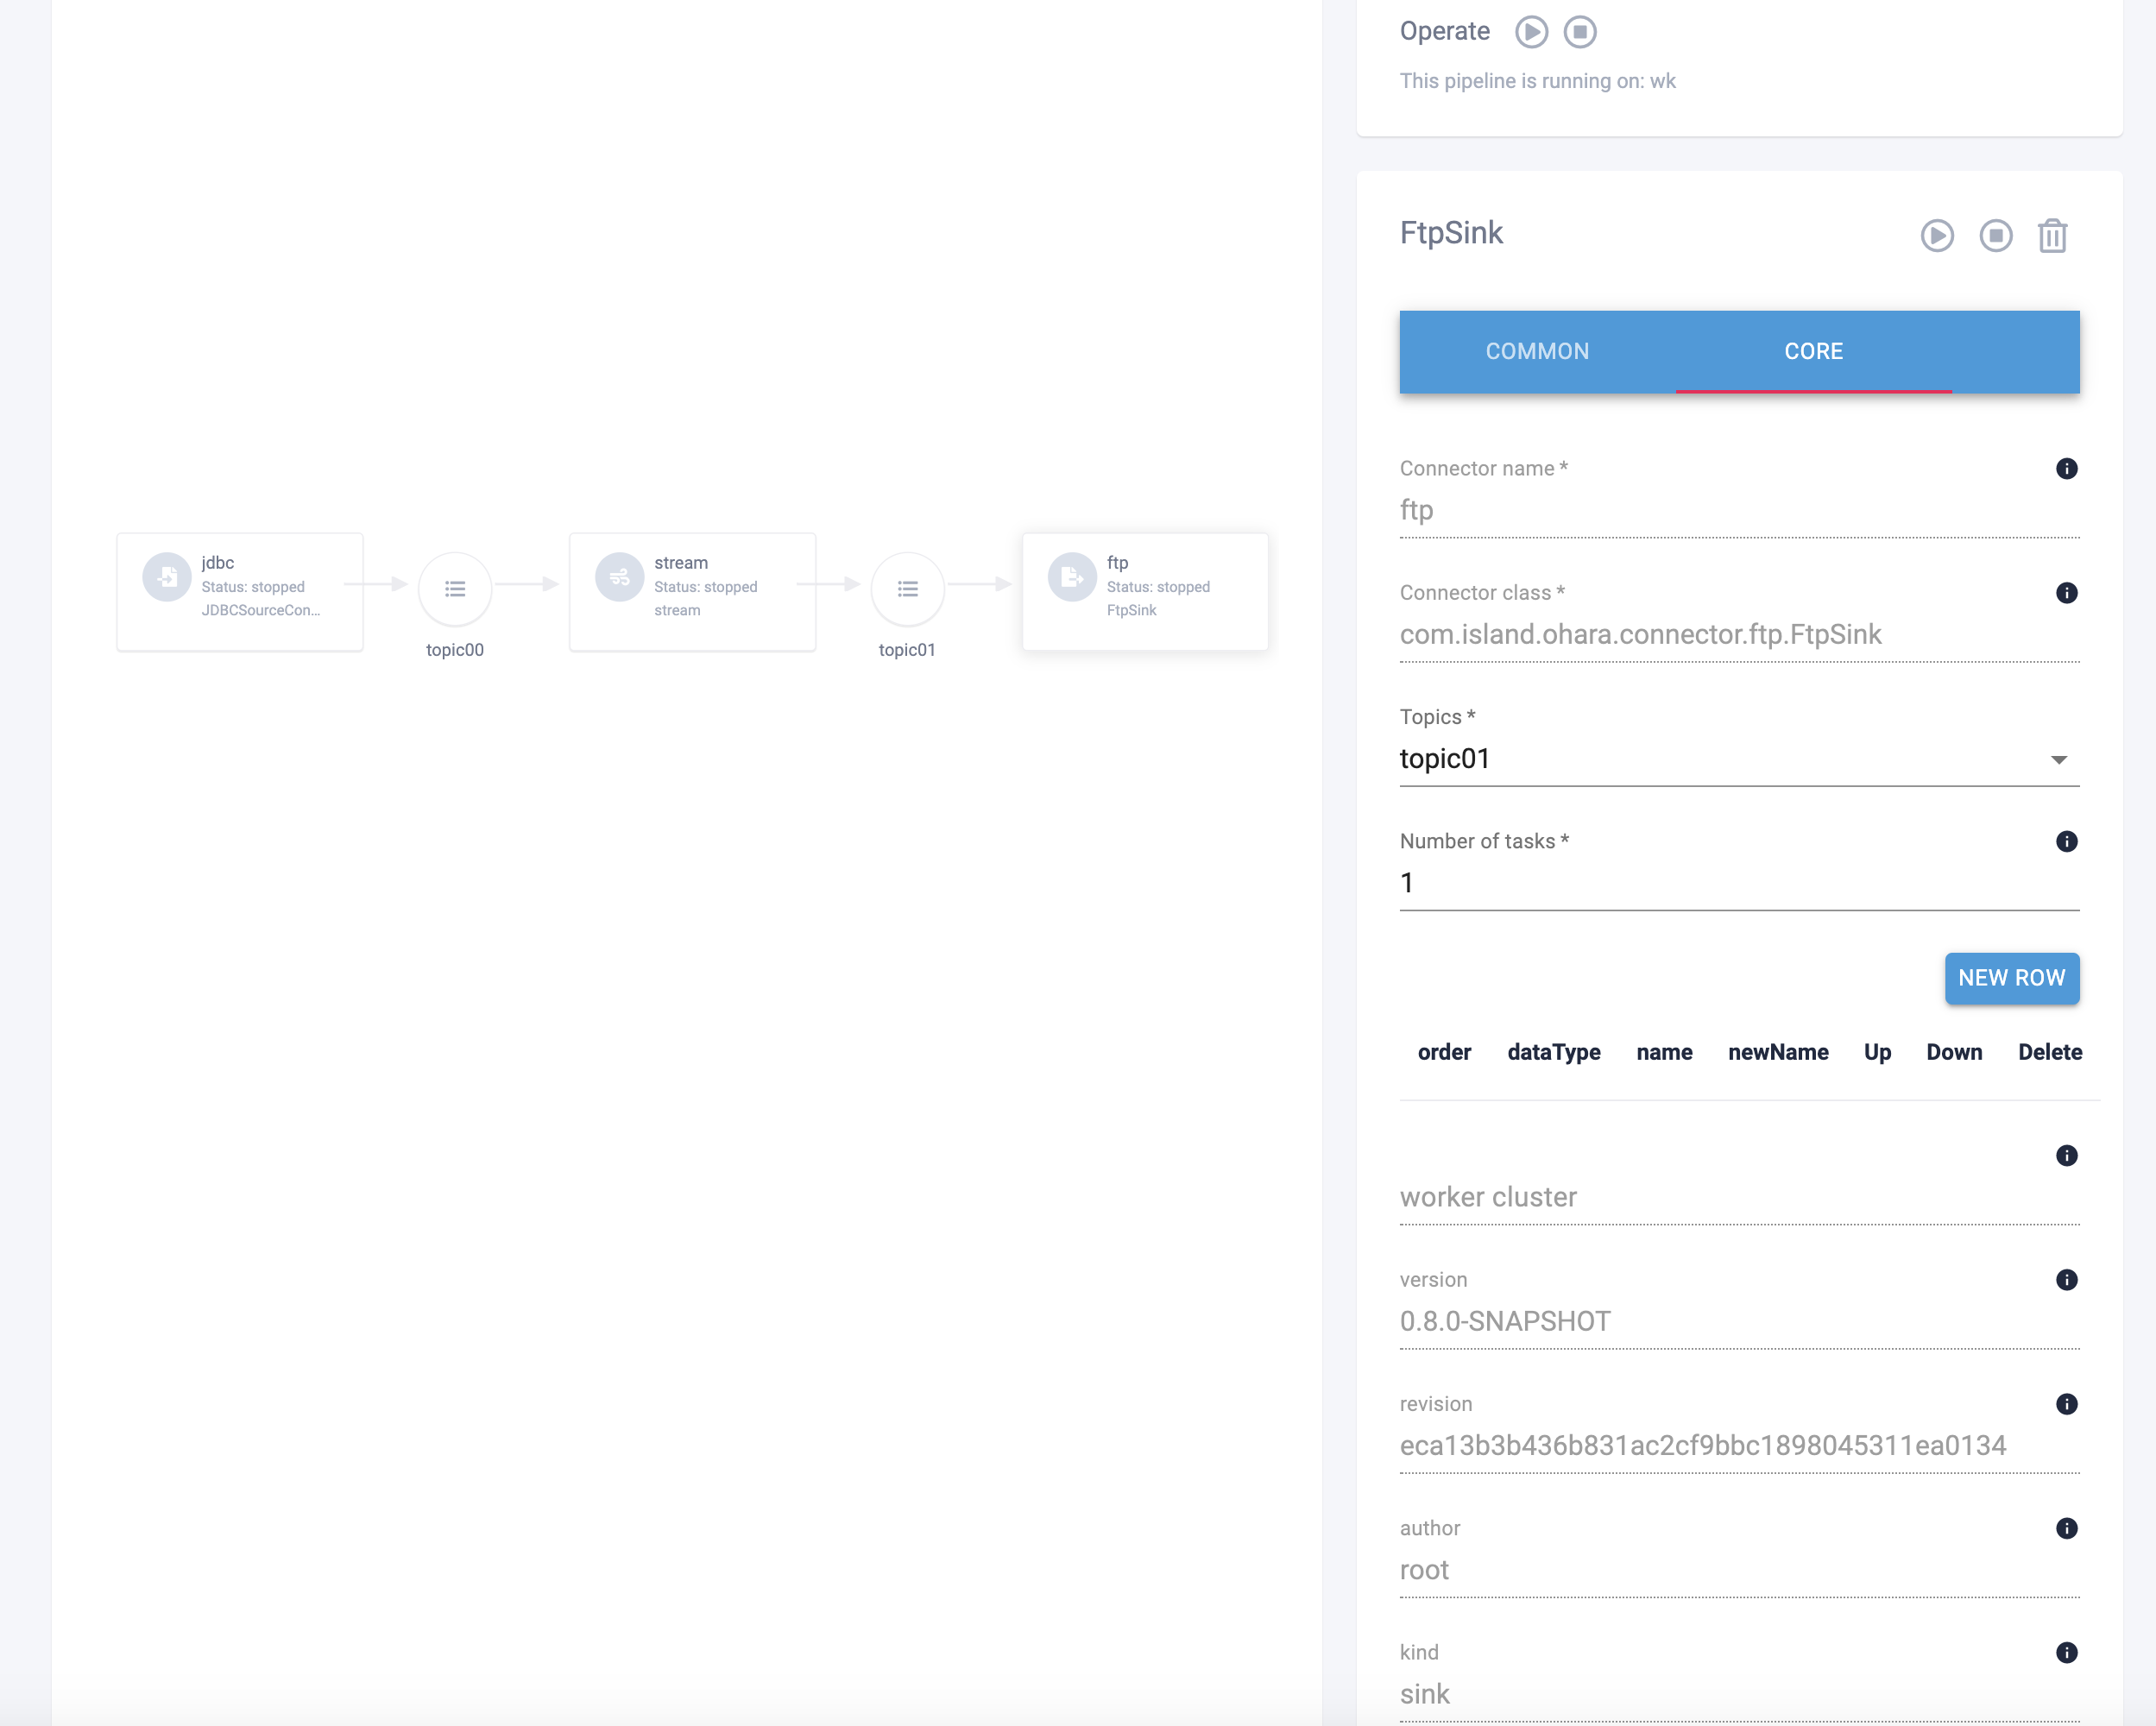 Operate
This pipeline is running on: wk
FtpSink
COMMON CORE
Connector name *
ftp
Connector class *
com.island.ohara.connector.ftp.FtpSink
Topics *
topic01
Number of tasks *
1
NEW ROW
order dataType name newName Up Down Delete
worker cluster
version
0.8.0-SNAPSHOT
revision
eca13b3b436b831ac2cf9bbc1898045311ea0134
author
root
kind
sink
jdbc
Status: stopped
JDBCSourceCon...
topic00
stream
Status: stopped
stream
topic01
ftp
Status: stopped
FtpSink